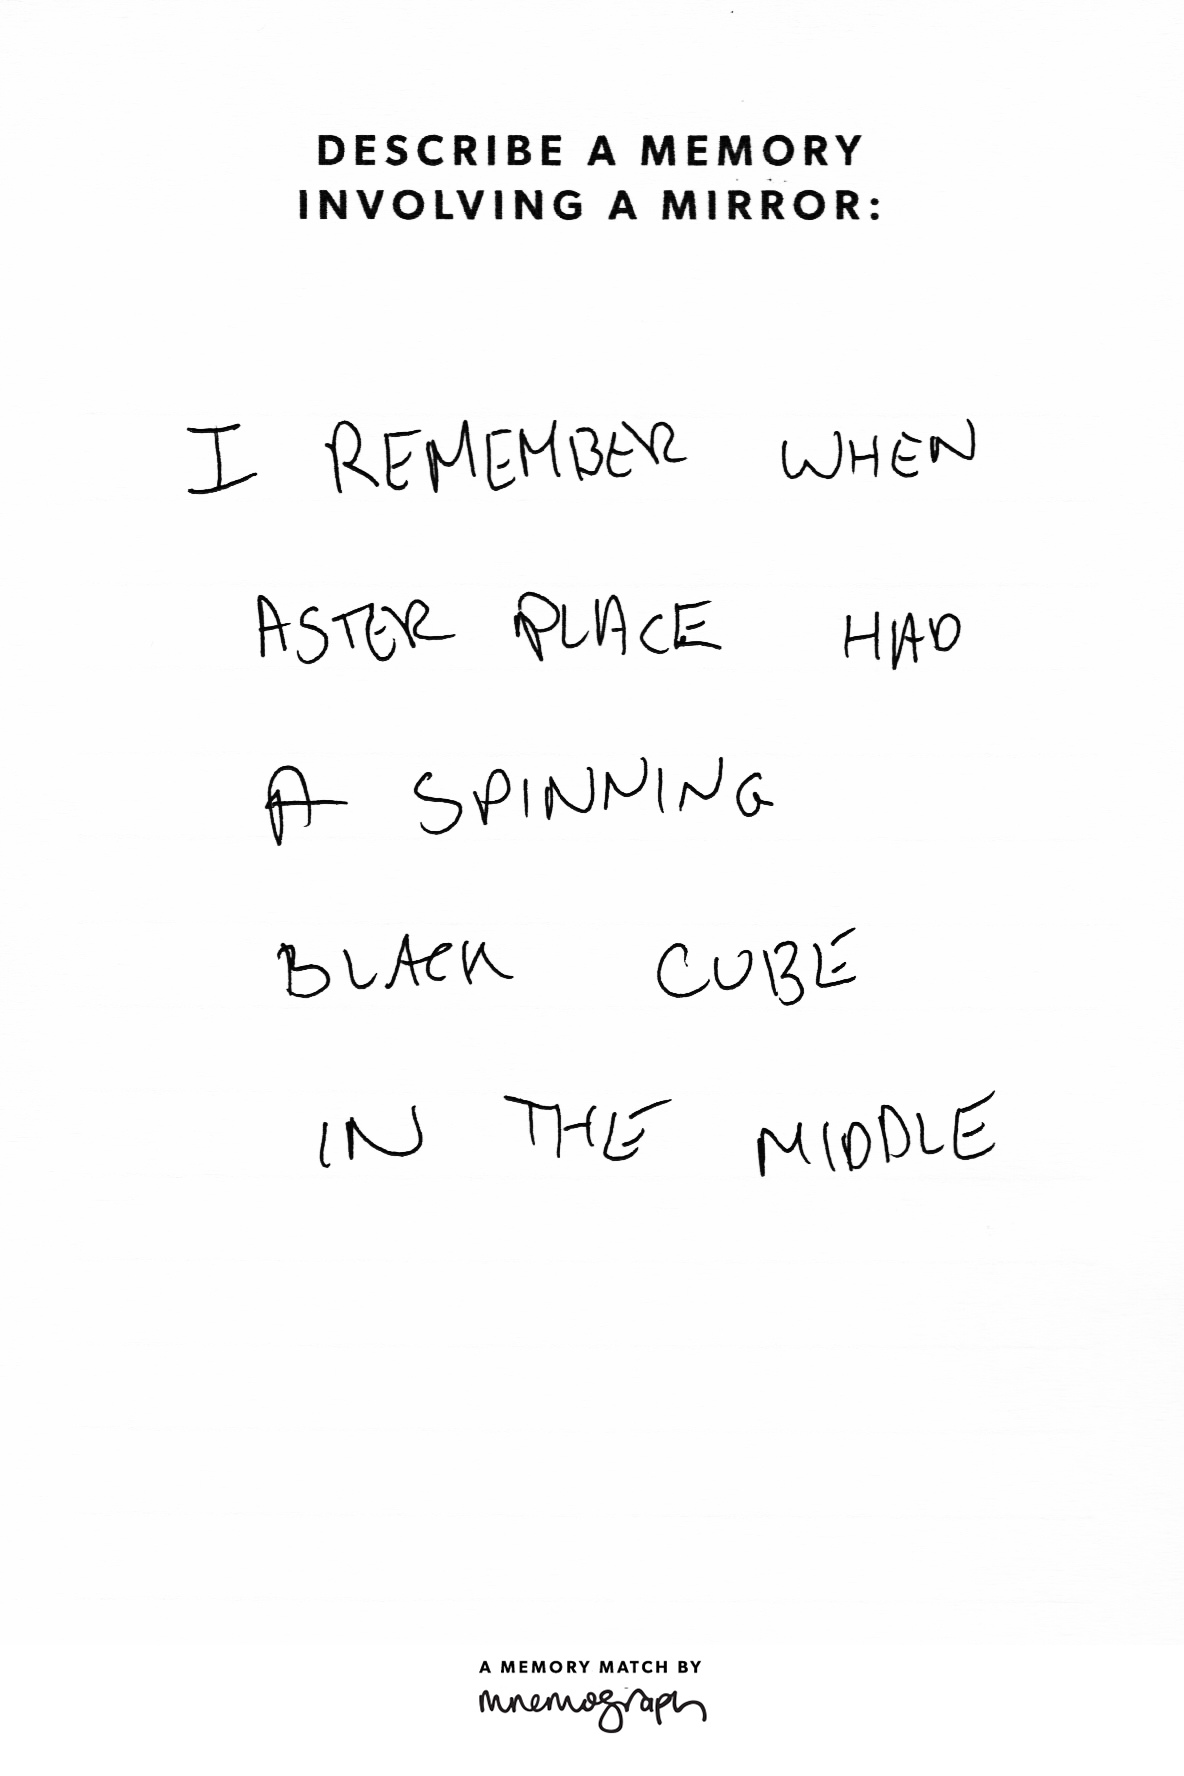 DESCRIBE A MEMORY
INVOLVING A MIRROR:
I REMEMBER WHEN
ASTER PLACE HAD
A SPINNING
BLACK CUBE
IN THE MIDDLE
A MEMORY MATCH BY
mnemograph